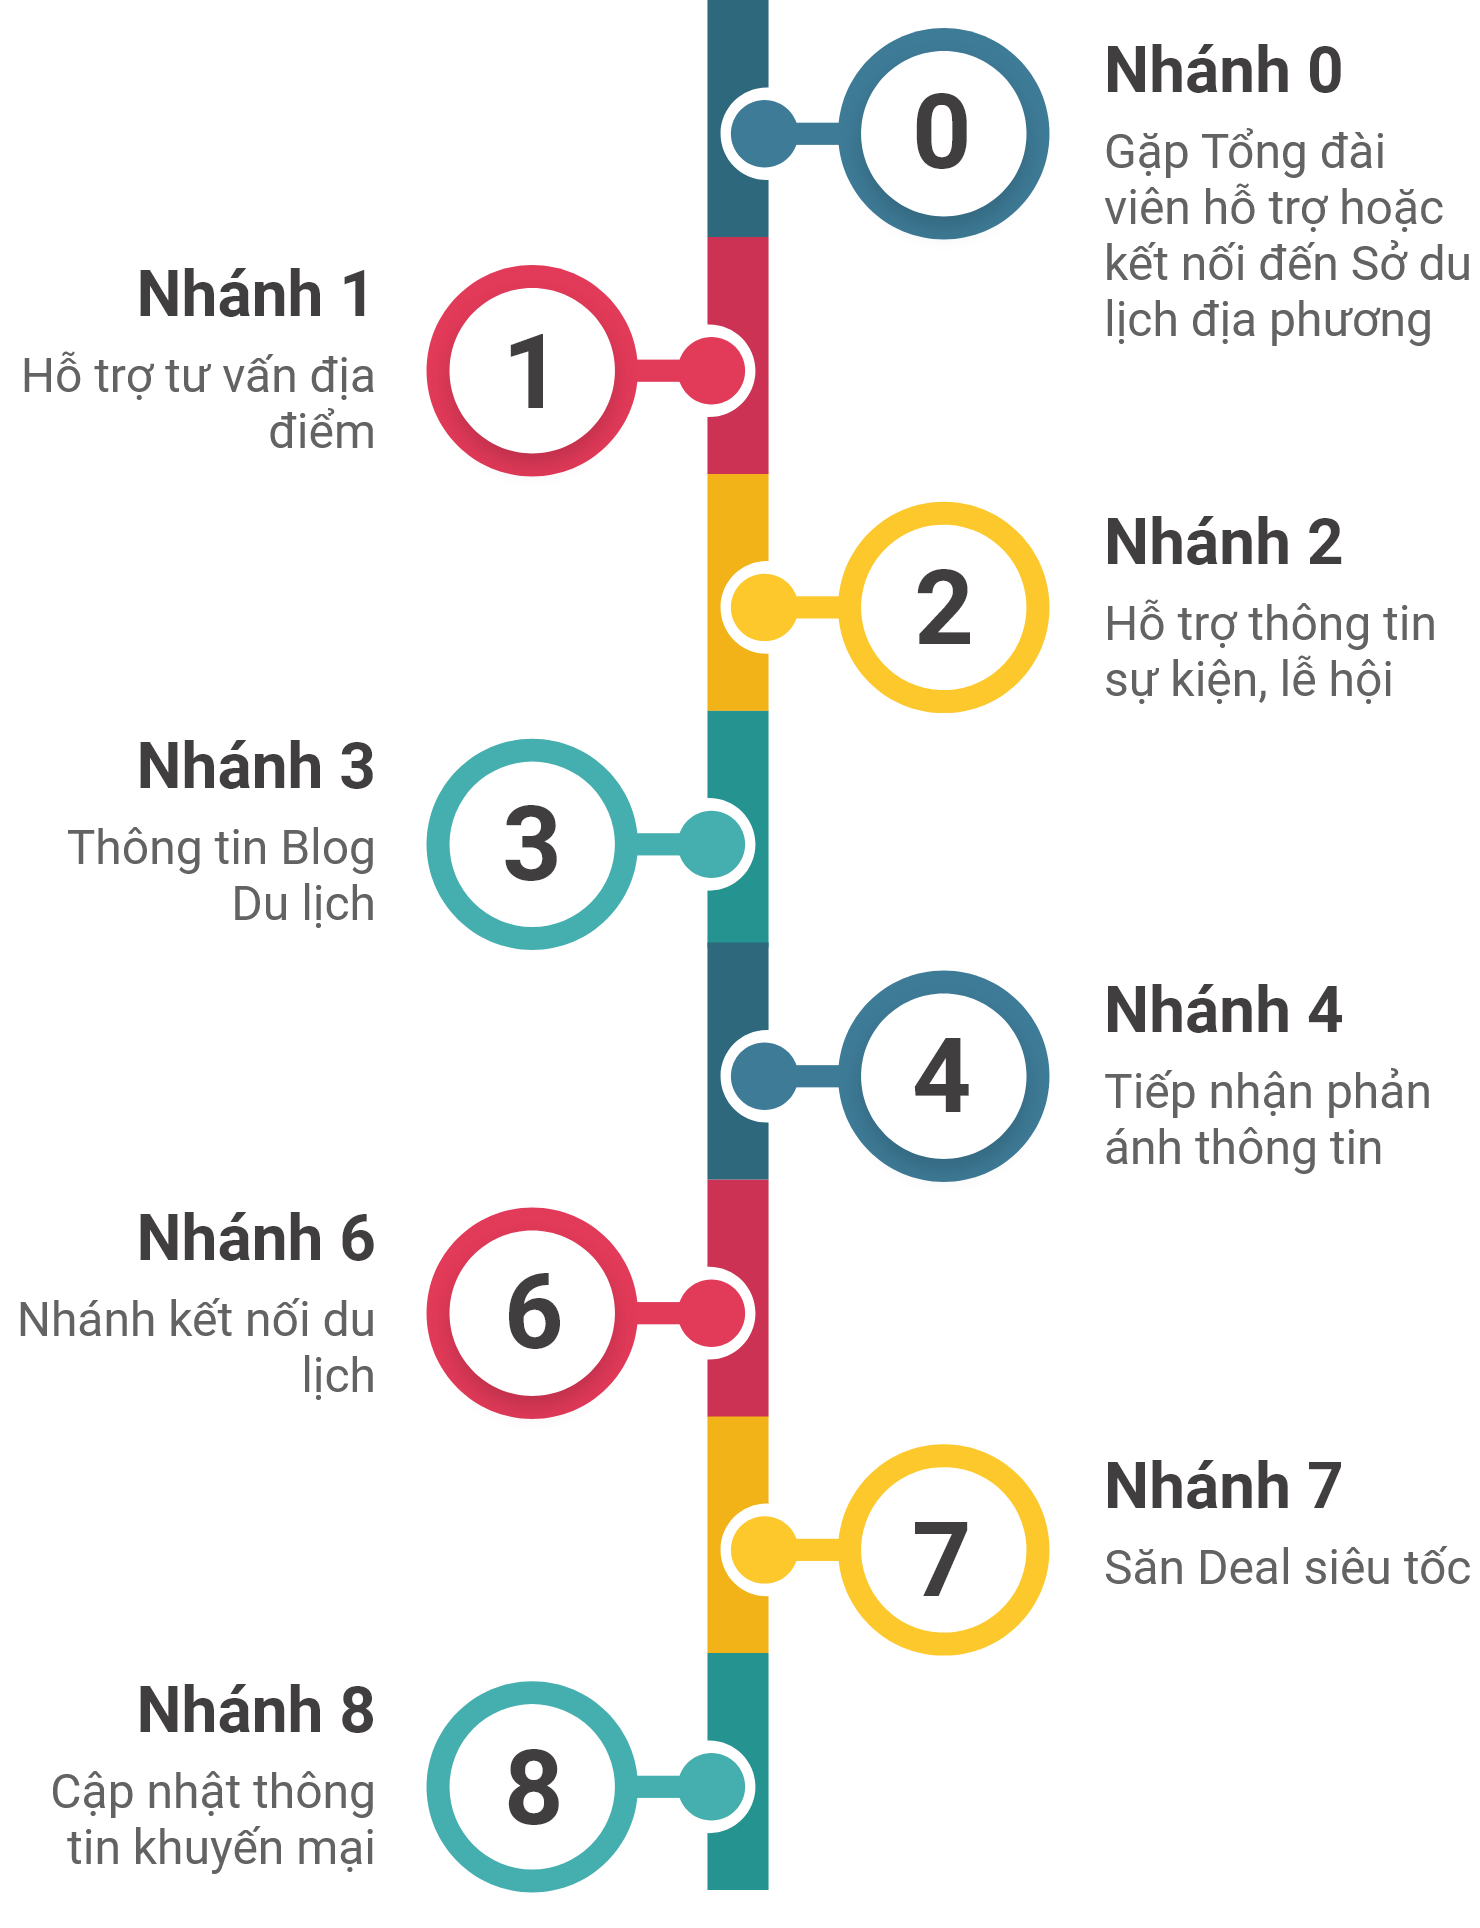 0
Nhánh 0
Gặp Tổng đài
viên hỗ trợ hoặc
kết nối đến Sở du
lịch địa phương
Nhánh 1
Hỗ trợ tư vấn địa
điểm
1
2
Nhánh 2
Hỗ trợ thông tin
sự kiện, lễ hội
Nhánh 3
Thông tin Blog
Du lịch
3
4
Nhánh 4
Tiếp nhận phản
ánh thông tin
Nhánh 6
Nhánh kết nối du
lịch
6
7
Nhánh 7
Săn Deal siêu tốc
Nhánh 8
Cập nhật thông
tin khuyến mại
8